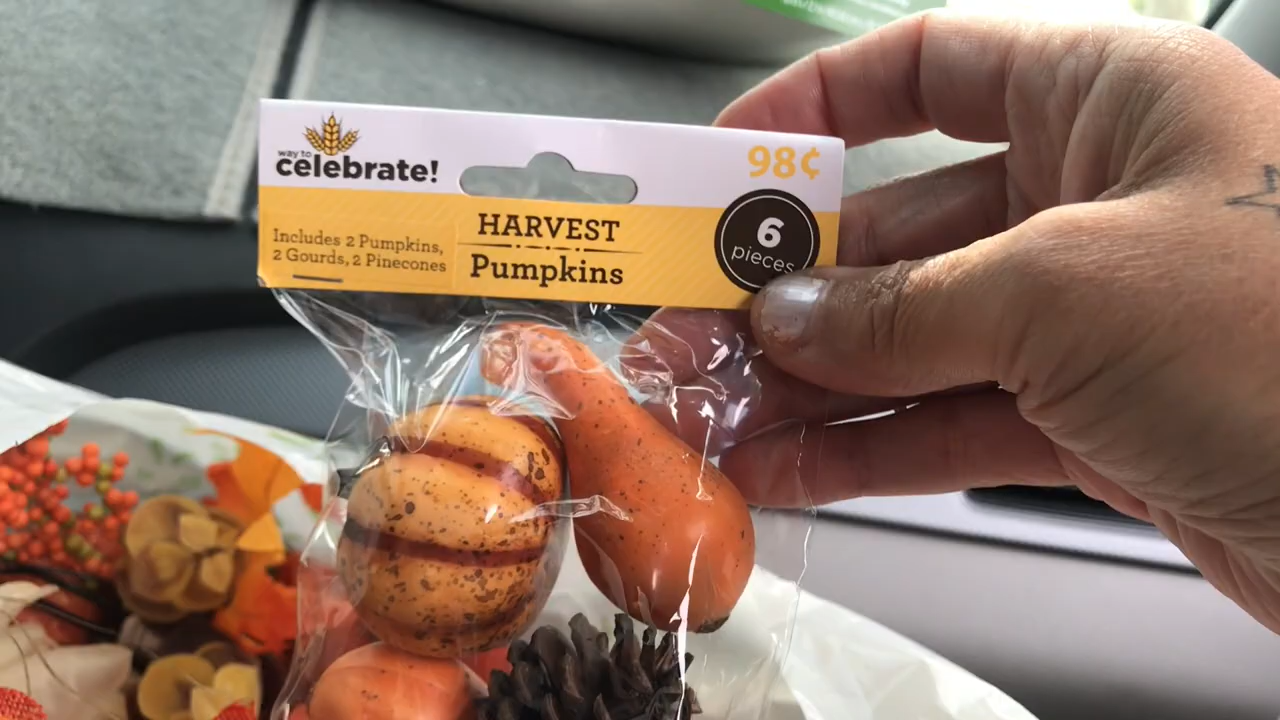 way to
celebrate!
98¢
HARVEST
Pumpkins
Includes 2 Pumpkins,
2 Gourds, 2 Pinecones
6
pieces